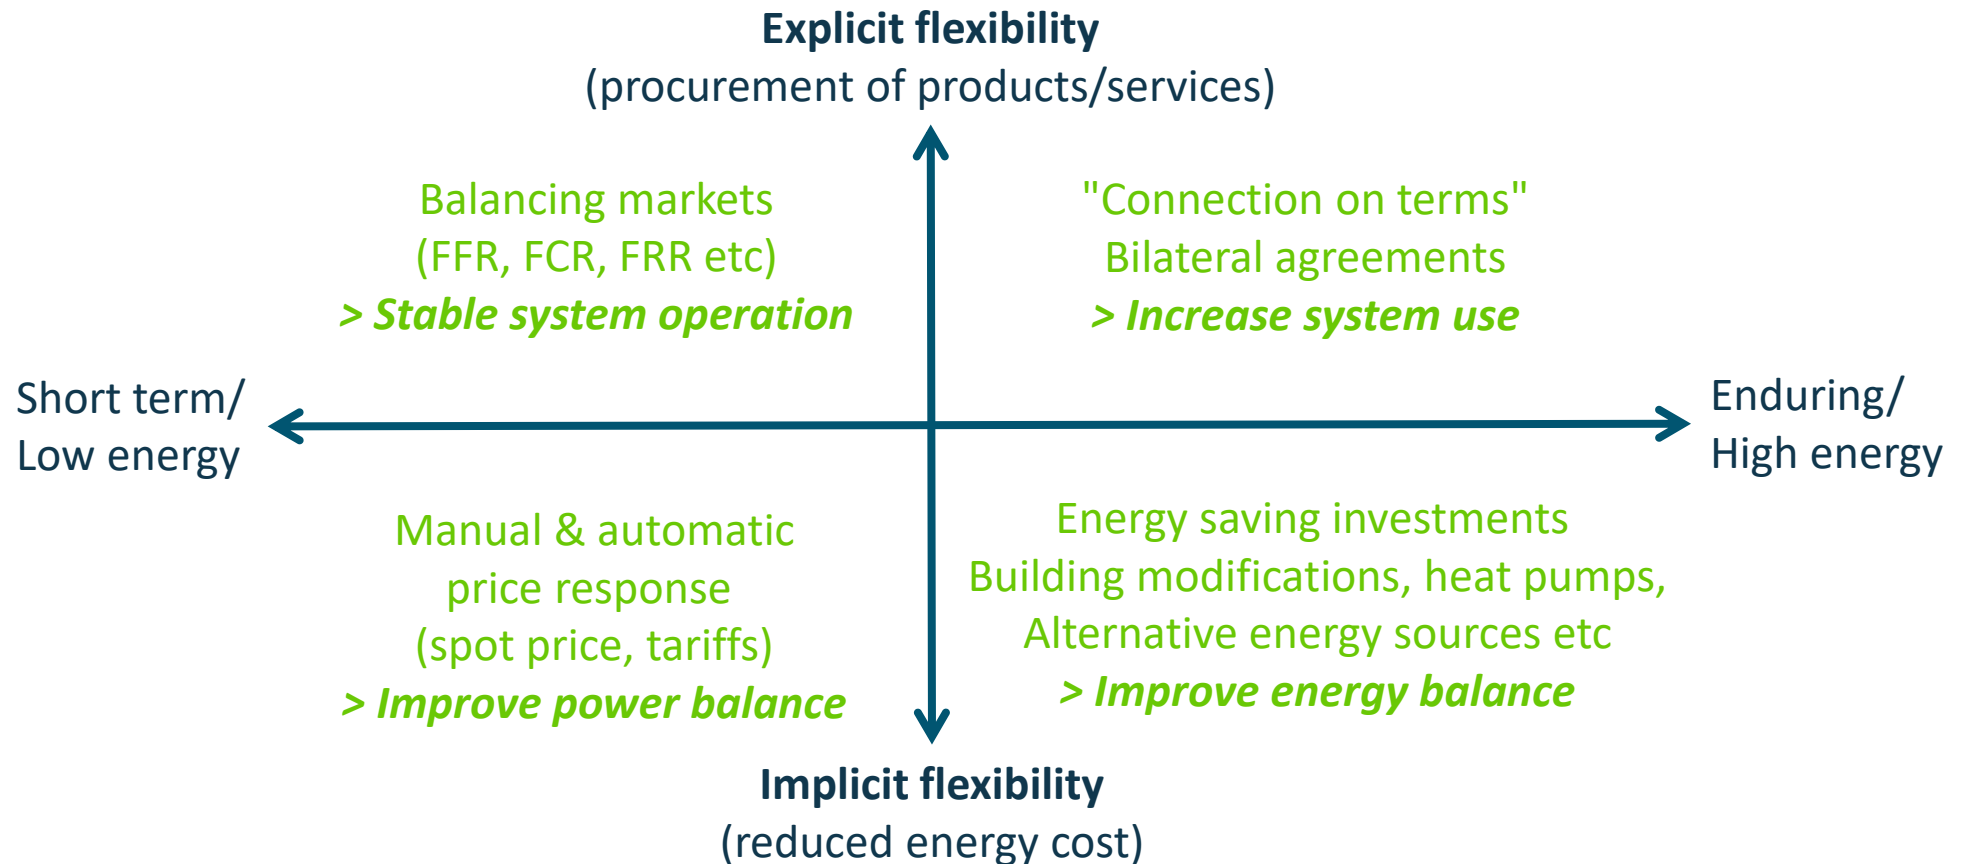 Explicit flexibility
(procurement of products/services)
Balancing markets
(FFR, FCR, FRR etc)
> Stable system operation
"Connection on terms"
Bilateral agreements
> Increase system use
Short term/
Low energy
Enduring/
High energy
Manual & automatic
price response
(spot price, tariffs)
> Improve power balance
Energy saving investments
Building modifications, heat pumps,
Alternative energy sources etc
> Improve energy balance
Implicit flexibility
(reduced energy cost)